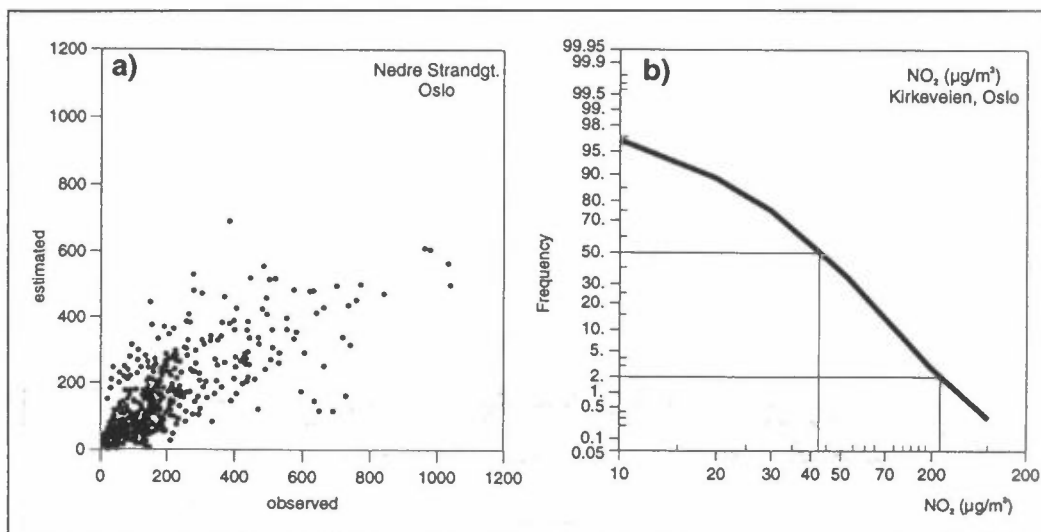 a)
Nedre Strandgt.
Oslo
1200
1000
800
600
400
200
0
estimated
0 200 400 600 800 1000 1200
observed
b)
NO₂ (µg/m³)
Kirkeveien, Oslo
99.95
99.9
99.5
99.
98.
95.
90.
80.
70.
50.
30.
20.
10.
5.
2.
1.
0.5
0.1
0.05
Frequency
10 20 30 40 50 70 200 200
NO₂ (µg/m³)